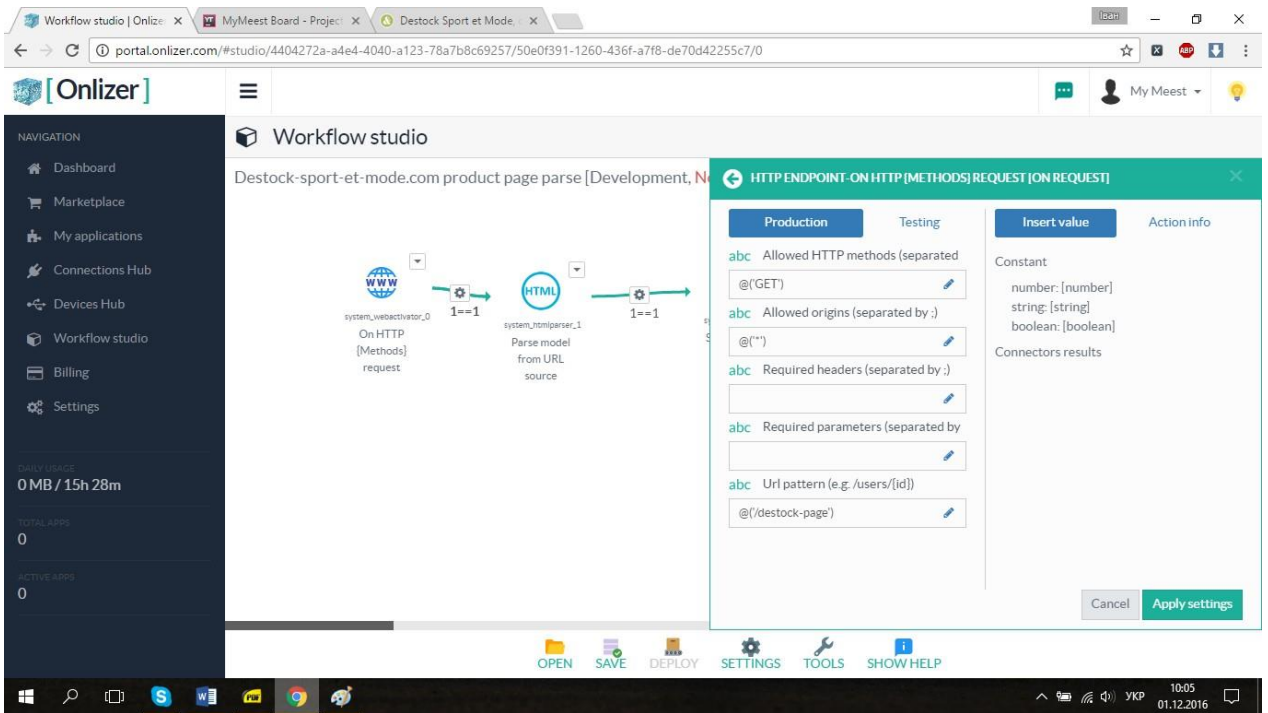 Workflow studio | Onlize
MyMeest Board - Project
Destock Sport et Mode,
Іван
portal.onlizer.com/#studio/4404272a-a4e4-4040-a123-78a7b8c69257/50e0f391-1260-436f-a7f8-de70d42255c7/0
ABP
[Onlizer]
My Meest
NAVIGATION
Dashboard
Marketplace
My applications
Connections Hub
Devices Hub
Workflow studio
Billing
Settings
DAILY USAGE
0 MB / 15h 28m
TOTAL APPS
0
ACTIVE APPS
0
Workflow studio
Destock-sport-et-mode.com product page parse [Development,
WWW
system_webactivator_0
On HTTP
{Methods}
request
1==1
HTML
system_htmlparser_1
Parse model
from URL
source
1==1
HTTP ENDPOINT-ON HTTP {METHODS} REQUEST [ON REQUEST]
Production
Testing
abc Allowed HTTP methods (separated
@('GET')
abc Allowed origins (separated by ;)
@('*')
abc Required headers (separated by ;)
abc Required parameters (separated by
abc Url pattern (e.g. /users/{id})
@('/destock-page')
Insert value
Action info
Constant
number: [number]
string: [string]
boolean: [boolean]
Connectors results
Cancel
Apply settings
OPEN
SAVE
DEPLOY
SETTINGS
TOOLS
SHOW HELP
УКР
10:05
01.12.2016